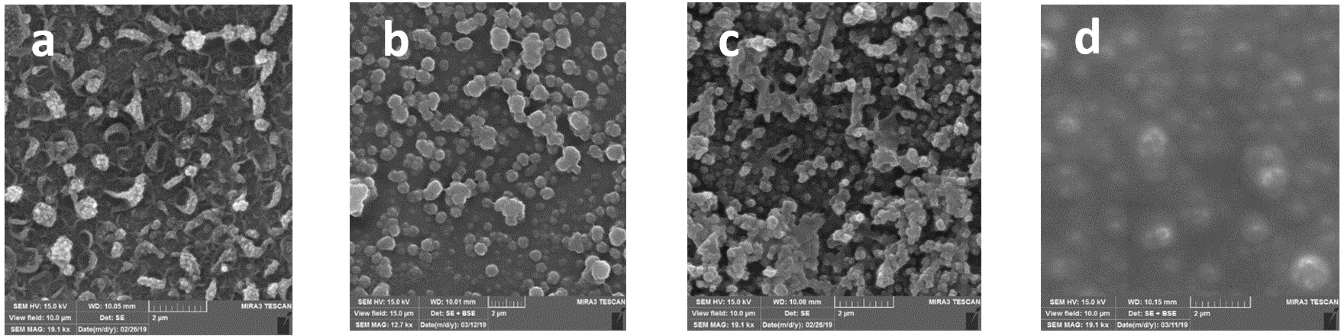 a
SEM HV: 15.0 kV WD: 10.05 mm MIRA3 TESCAN
View field: 10.0 µm Det: SE 2 µm
SEM MAG: 19.1 kx Date(m/d/y): 02/26/19
b
SEM HV: 15.0 kV WD: 10.01 mm MIRA3 TESCAN
View field: 15.0 µm Det: SE + BSE 2 µm
SEM MAG: 12.7 kx Date(m/d/y): 03/12/19
c
SEM HV: 15.0 kV WD: 10.08 mm MIRA3 TESCAN
View field: 10.0 µm Det: SE 2 µm
SEM MAG: 19.1 kx Date(m/d/y): 02/26/19
d
SEM HV: 15.0 kV WD: 10.15 mm MIRA3 TESCAN
View field: 10.0 µm Det: SE + BSE 2 µm
SEM MAG: 19.1 kx Date(m/d/y): 03/11/19